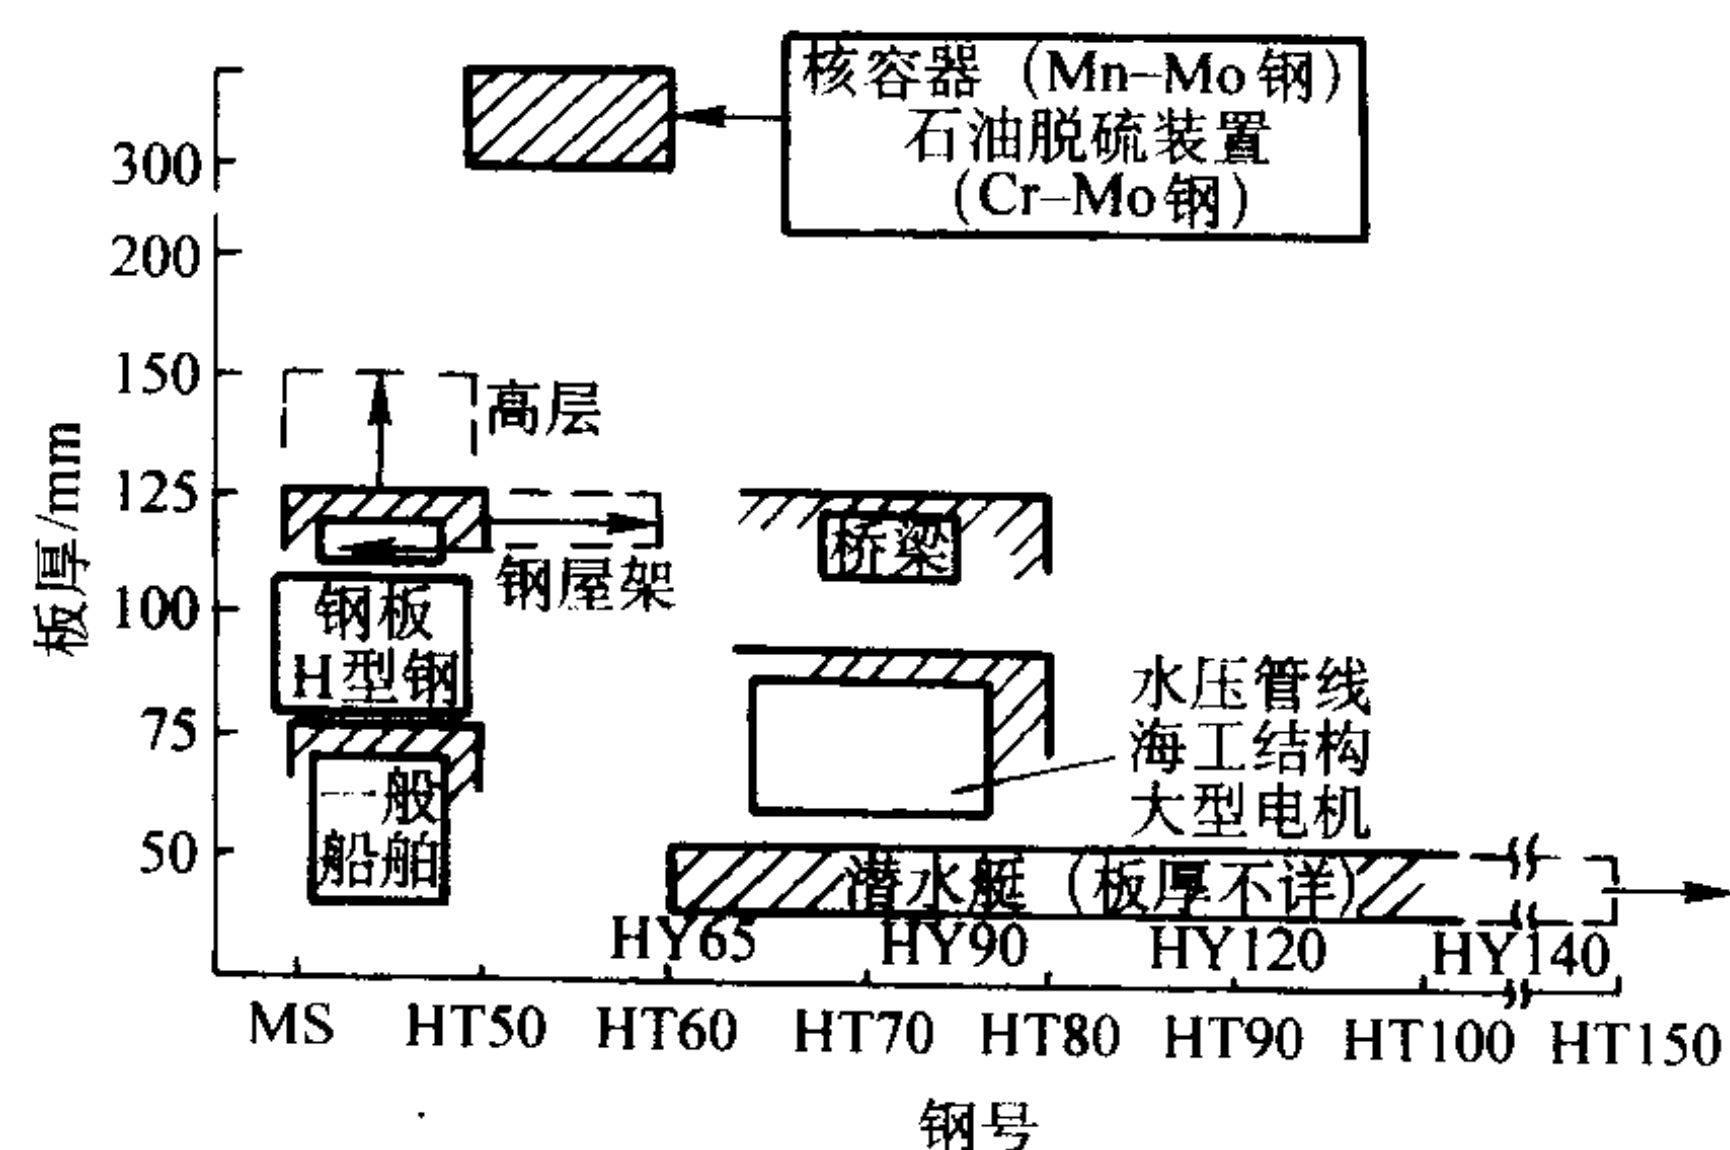 核容器（Mn–Mo钢）
石油脱硫装置
（Cr–Mo钢）
300
200
150
高层
125
桥梁
钢屋架
100
钢板
H型钢
板厚/mm
75
水压管线
海工结构
大型电机
一般
船舶
50
潜水艇（板厚不详）
HY65
HY90
HY120
HY140
MS
HT50
HT60
HT70
HT80
HT90
HT100
HT150
钢号